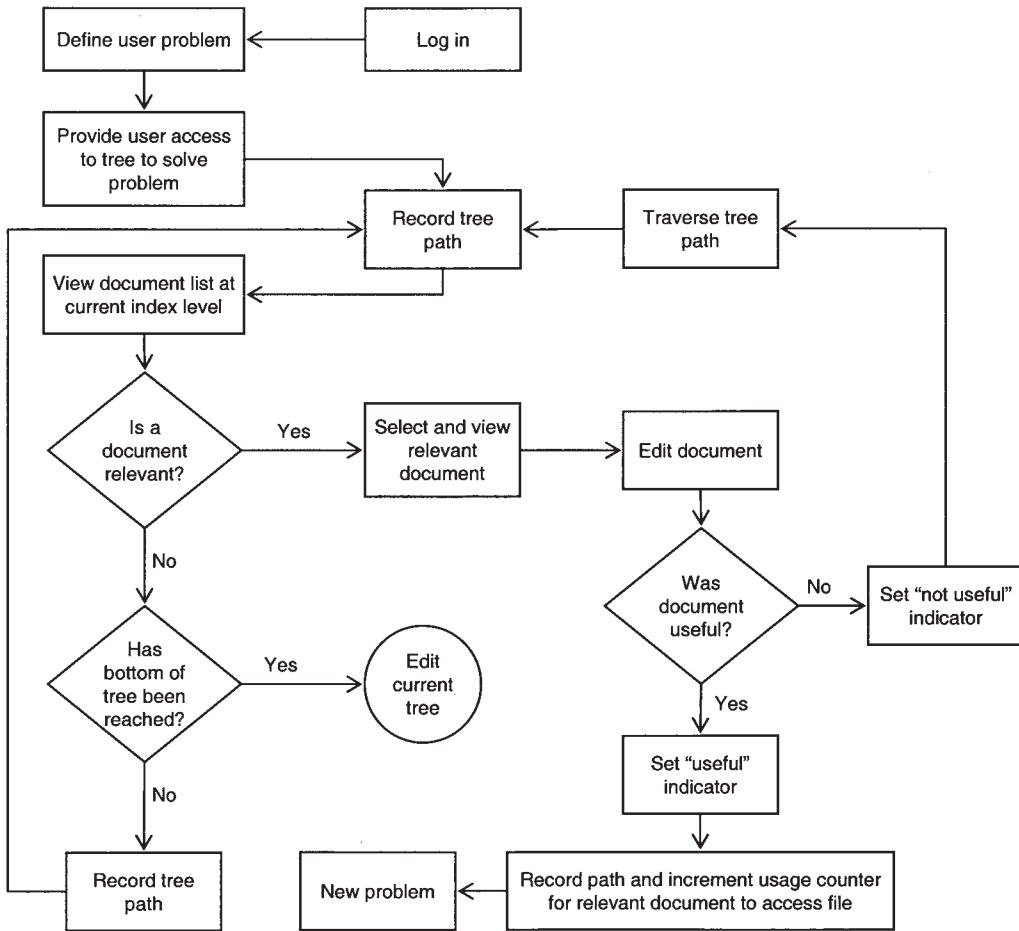 Define user problem
Log in
Provide user access
to tree to solve
problem
Record tree
path
Traverse tree
path
View document list at
current index level
Is a
document
relevant?
Yes
Select and view
relevant
document
Edit document
No
Was
document
useful?
No
Set “not useful”
indicator
Has
bottom of
tree been
reached?
Yes
Edit
current
tree
Yes
Set “useful”
indicator
No
Record tree
path
New problem
Record path and increment usage counter
for relevant document to access file